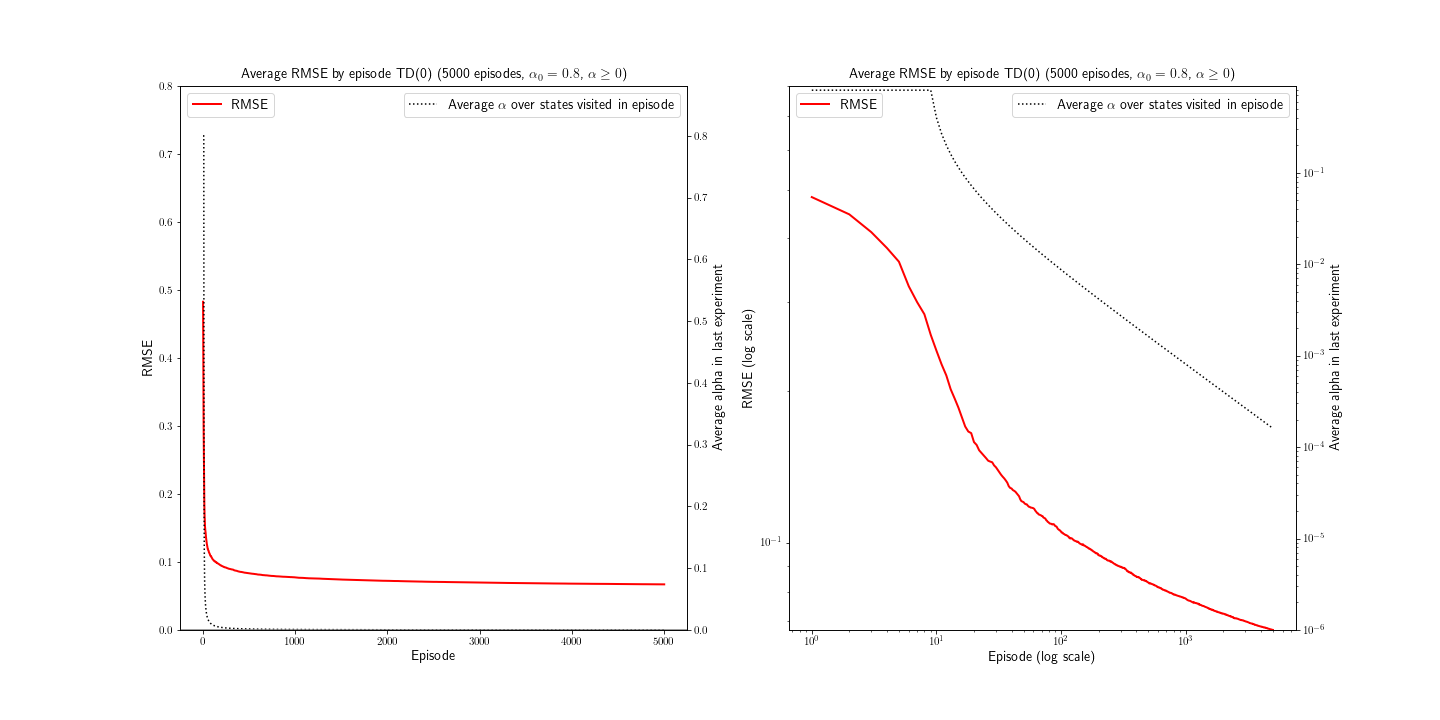 Average RMSE by episode TD(0) (5000 episodes, α₀ = 0.8, α ≥ 0)
RMSE
Average α over states visited in episode
0.8
0.7
0.6
0.5
0.4
0.3
0.2
0.1
0.0
RMSE
0.8
0.7
0.6
0.5
0.4
0.3
0.2
0.1
0.0
Average alpha in last experiment
0
1000
2000
3000
4000
5000
Episode
Average RMSE by episode TD(0) (5000 episodes, α₀ = 0.8, α ≥ 0)
RMSE
Average α over states visited in episode
10⁻¹
RMSE (log scale)
10⁻¹
10⁻²
10⁻³
10⁻⁴
10⁻⁵
10⁻⁶
Average alpha in last experiment
10⁰
10¹
10²
10³
Episode (log scale)